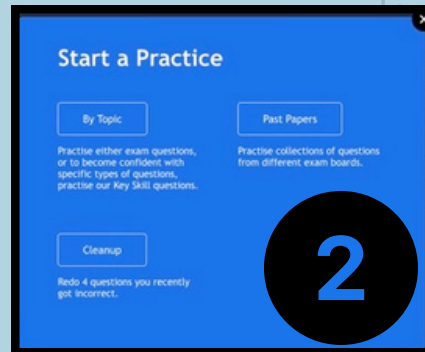 Start a Practice
By Topic
Past Papers
Practise either exam questions,
or to become confident with
specific types of questions,
practise our Key Skill questions.
Practise collections of questions
from different exam boards.
Cleanup
Redo 4 questions you recently
got incorrect.
2